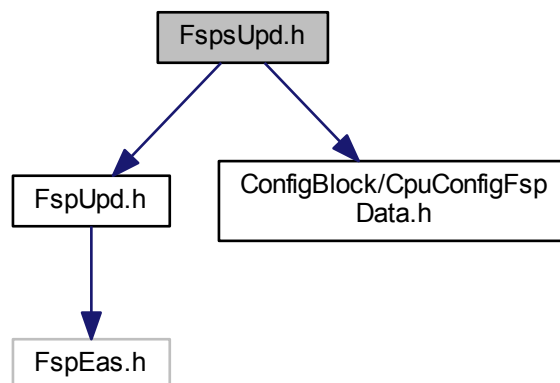 FspsUpd.h
FspUpd.h
ConfigBlock/CpuConfigFsp
Data.h
FspEas.h